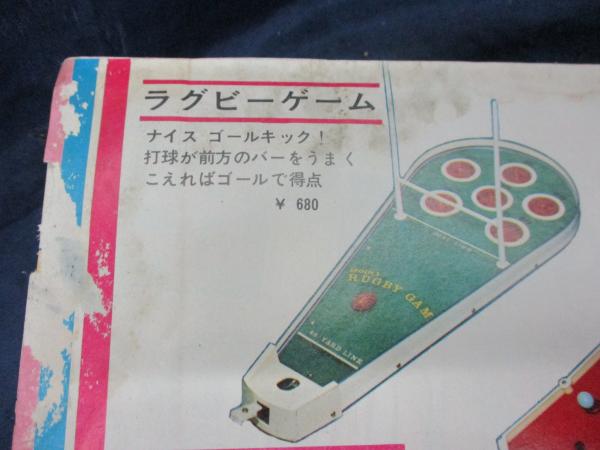 ラグビーゲーム
ナイス ゴールキック!
打球が前方のバーをうまく
こえればゴールで得点
¥ 680
RUGBY GAM
YARD LINE